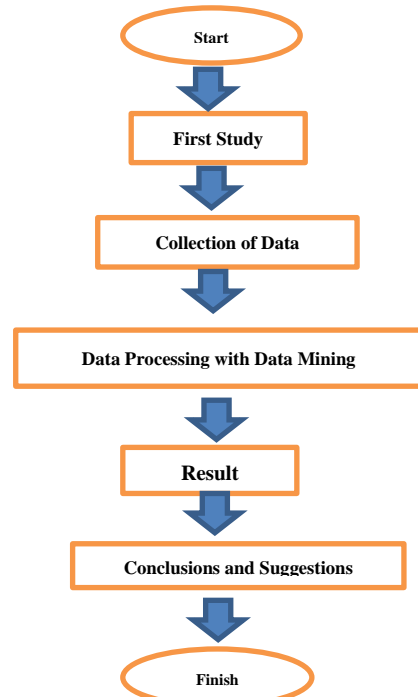 Start
First Study
Collection of Data
Data Processing with Data Mining
Result
Conclusions and Suggestions
Finish